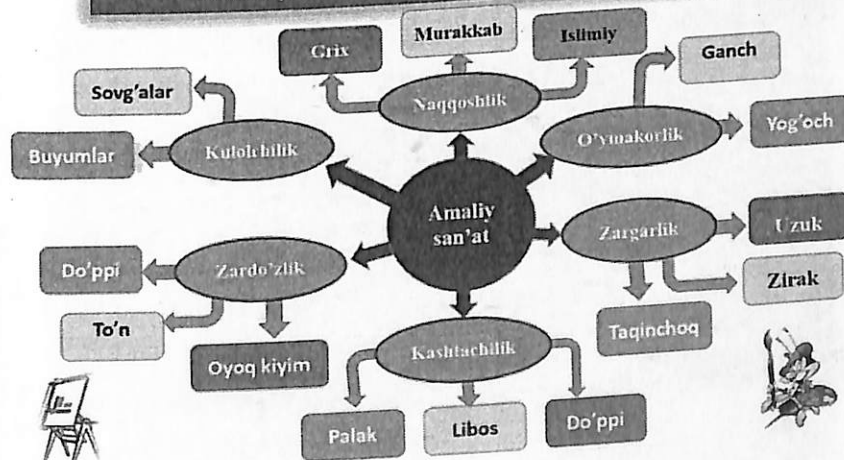 Murakkab
Grix
Islimiy
Ganch
Sovg'alar
Naqqoshlik
O'ymakorlik
Yog'och
Buyumlar
Kulolchilik
Amaliy
san'at
Zargarlik
Uzuk
Do'ppi
Zardo'zlik
Zirak
To'n
Taqinchoq
Oyoq kiyim
Kashtachilik
Palak
Libos
Do'ppi